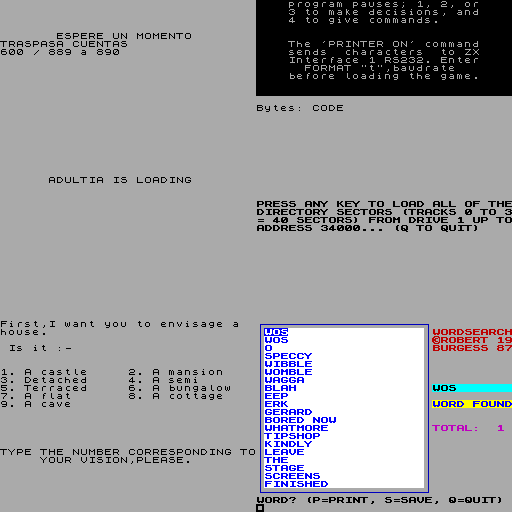 ESPERE UN MOMENTO
TRASPASA CUENTAS
600 / 889 a 890
ADULTIA IS LOADING
program pauses; 1, 2, or
3 to make decisions, and
4 to give commands.
The 'PRINTER ON' command
sends characters to ZX
Interface 1 RS232. Enter
FORMAT "t",baudrate
before loading the game.
Bytes: CODE
PRESS ANY KEY TO LOAD ALL OF THE
DIRECTORY SECTORS (TRACKS 0 TO 3
= 40 SECTORS) FROM DRIVE 1 UP TO
ADDRESS 34000... (Q TO QUIT)
First,I want you to envisage a
house.
Is it :-
1. A castle 2. A mansion
3. Detached 4. A semi
5. Terraced 6. A bungalow
7. A flat 8. A cottage
9. A cave
TYPE THE NUMBER CORRESPONDING TO
YOUR VISION,PLEASE.
WOS
WOS
O
SPECCY
WIBBLE
WOMBLE
WAGGA
BLAH
EEP
ERK
GERARD
BORED NOW
WHATMORE
TIPSHOP
KINDLY
LEAVE
THE
STAGE
SCREENS
FINISHED
WORDSEARCH
©ROBERT 19
BURGESS 87
WOS
WORD FOUND
TOTAL: 1
WORD? (P=PRINT, S=SAVE, Q=QUIT)